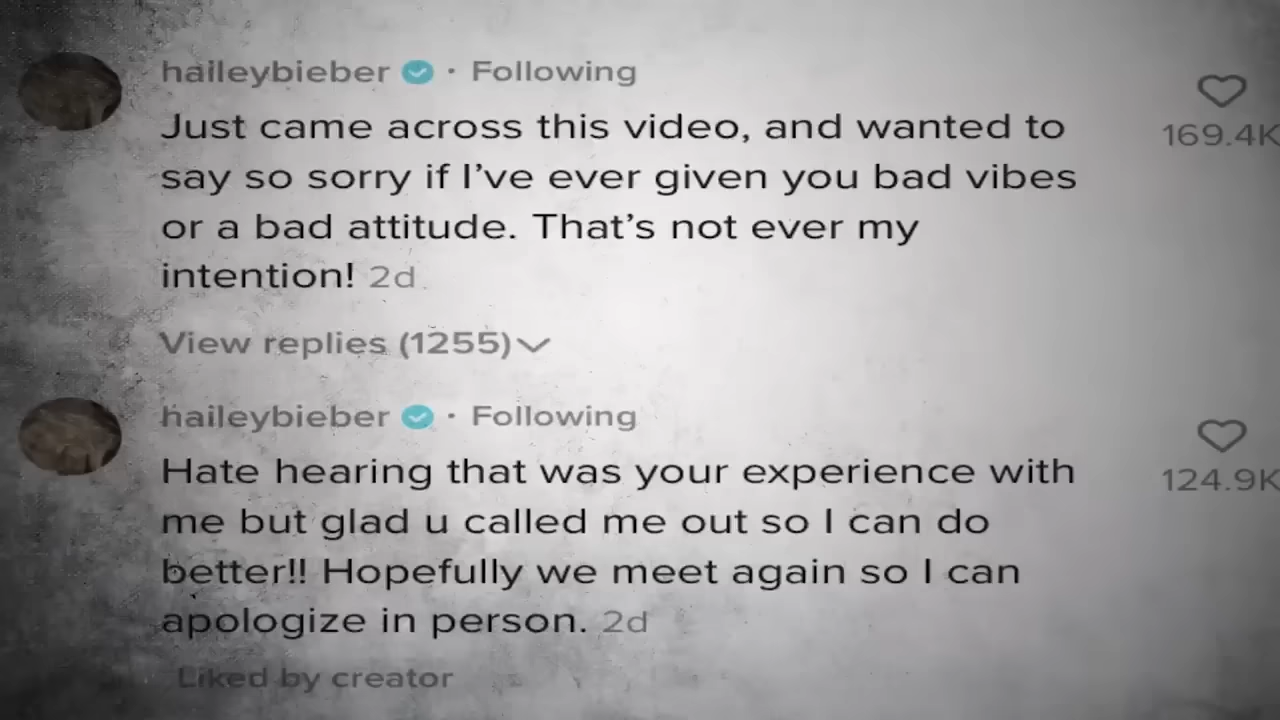 haileybieber · Following
Just came across this video, and wanted to
say so sorry if I’ve ever given you bad vibes
or a bad attitude. That’s not ever my
intention! 2d
169.4K
View replies (1255)
haileybieber · Following
Hate hearing that was your experience with
me but glad u called me out so I can do
better!! Hopefully we meet again so I can
apologize in person. 2d
124.9K
Liked by creator